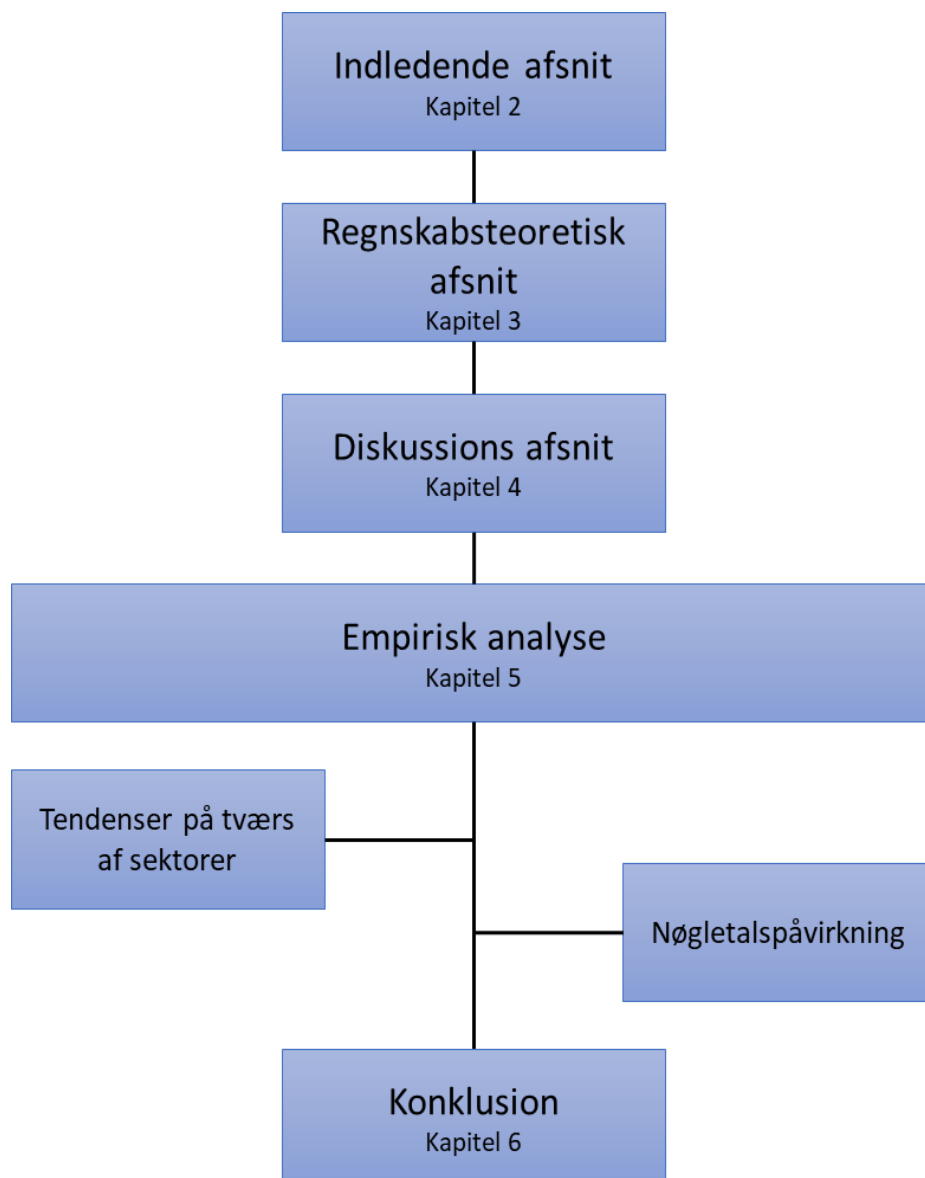 Indledende afsnit
Kapitel 2
Regnskabsteoretisk
afsnit
Kapitel 3
Diskussions afsnit
Kapitel 4
Empirisk analyse
Kapitel 5
Tendenser på tværs
af sektorer
Nøgletalspåvirkning
Konklusion
Kapitel 6